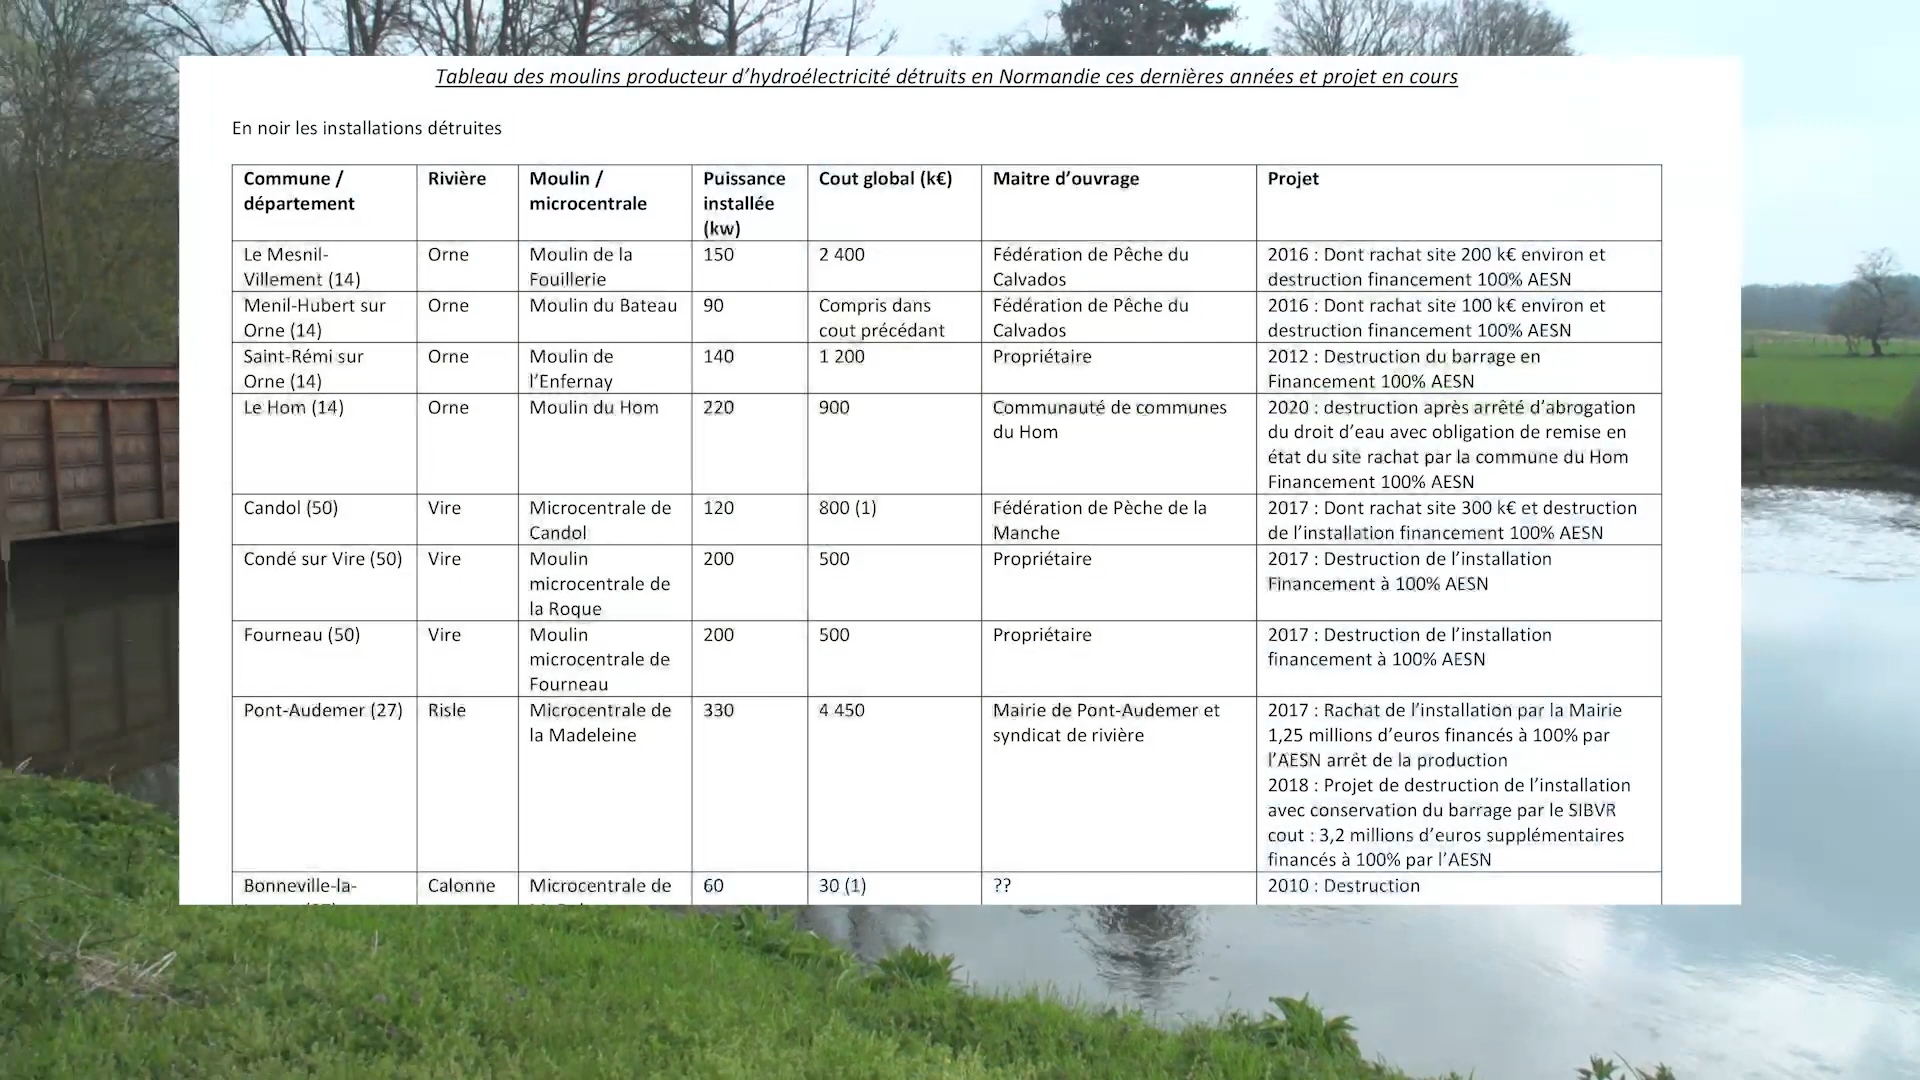 Tableau des moulins producteur d'hydroélectricité détruits en Normandie ces dernières années et projet en cours
En noir les installations détruites
Commune / département | Rivière | Moulin / microcentrale | Puissance installée (kw) | Cout global (k€) | Maitre d'ouvrage | Projet
Le Mesnil-Villement (14) | Orne | Moulin de la Fouillerie | 150 | 2 400 | Fédération de Pêche du Calvados | 2016 : Dont rachat site 200 k€ environ et destruction financement 100% AESN
Menil-Hubert sur Orne (14) | Orne | Moulin du Bateau | 90 | Compris dans cout précédant | Fédération de Pêche du Calvados | 2016 : Dont rachat site 100 k€ environ et destruction financement 100% AESN
Saint-Rémi sur Orne (14) | Orne | Moulin de l'Enfernay | 140 | 1 200 | Propriétaire | 2012 : Destruction du barrage en Financement 100% AESN
Le Hom (14) | Orne | Moulin du Hom | 220 | 900 | Communauté de communes du Hom | 2020 : destruction après arrêté d'abrogation du droit d'eau avec obligation de remise en état du site rachat par la commune du Hom Financement 100% AESN
Candol (50) | Vire | Microcentrale de Candol | 120 | 800 (1) | Fédération de Pèche de la Manche | 2017 : Dont rachat site 300 k€ et destruction de l'installation financement 100% AESN
Condé sur Vire (50) | Vire | Moulin microcentrale de la Roque | 200 | 500 | Propriétaire | 2017 : Destruction de l'installation Financement à 100% AESN
Fourneau (50) | Vire | Moulin microcentrale de Fourneau | 200 | 500 | Propriétaire | 2017 : Destruction de l'installation financement à 100% AESN
Pont-Audemer (27) | Risle | Microcentrale de la Madeleine | 330 | 4 450 | Mairie de Pont-Audemer et syndicat de rivière | 2017 : Rachat de l'installation par la Mairie 1,25 millions d'euros financés à 100% par l'AESN arrêt de la production 2018 : Projet de destruction de l'installation avec conservation du barrage par le SIBVR cout : 3,2 millions d'euros supplémentaires financés à 100% par l'AESN
Bonneville-la- | Calonne | Microcentrale de | 60 | 30 (1) | ?? | 2010 : Destruction